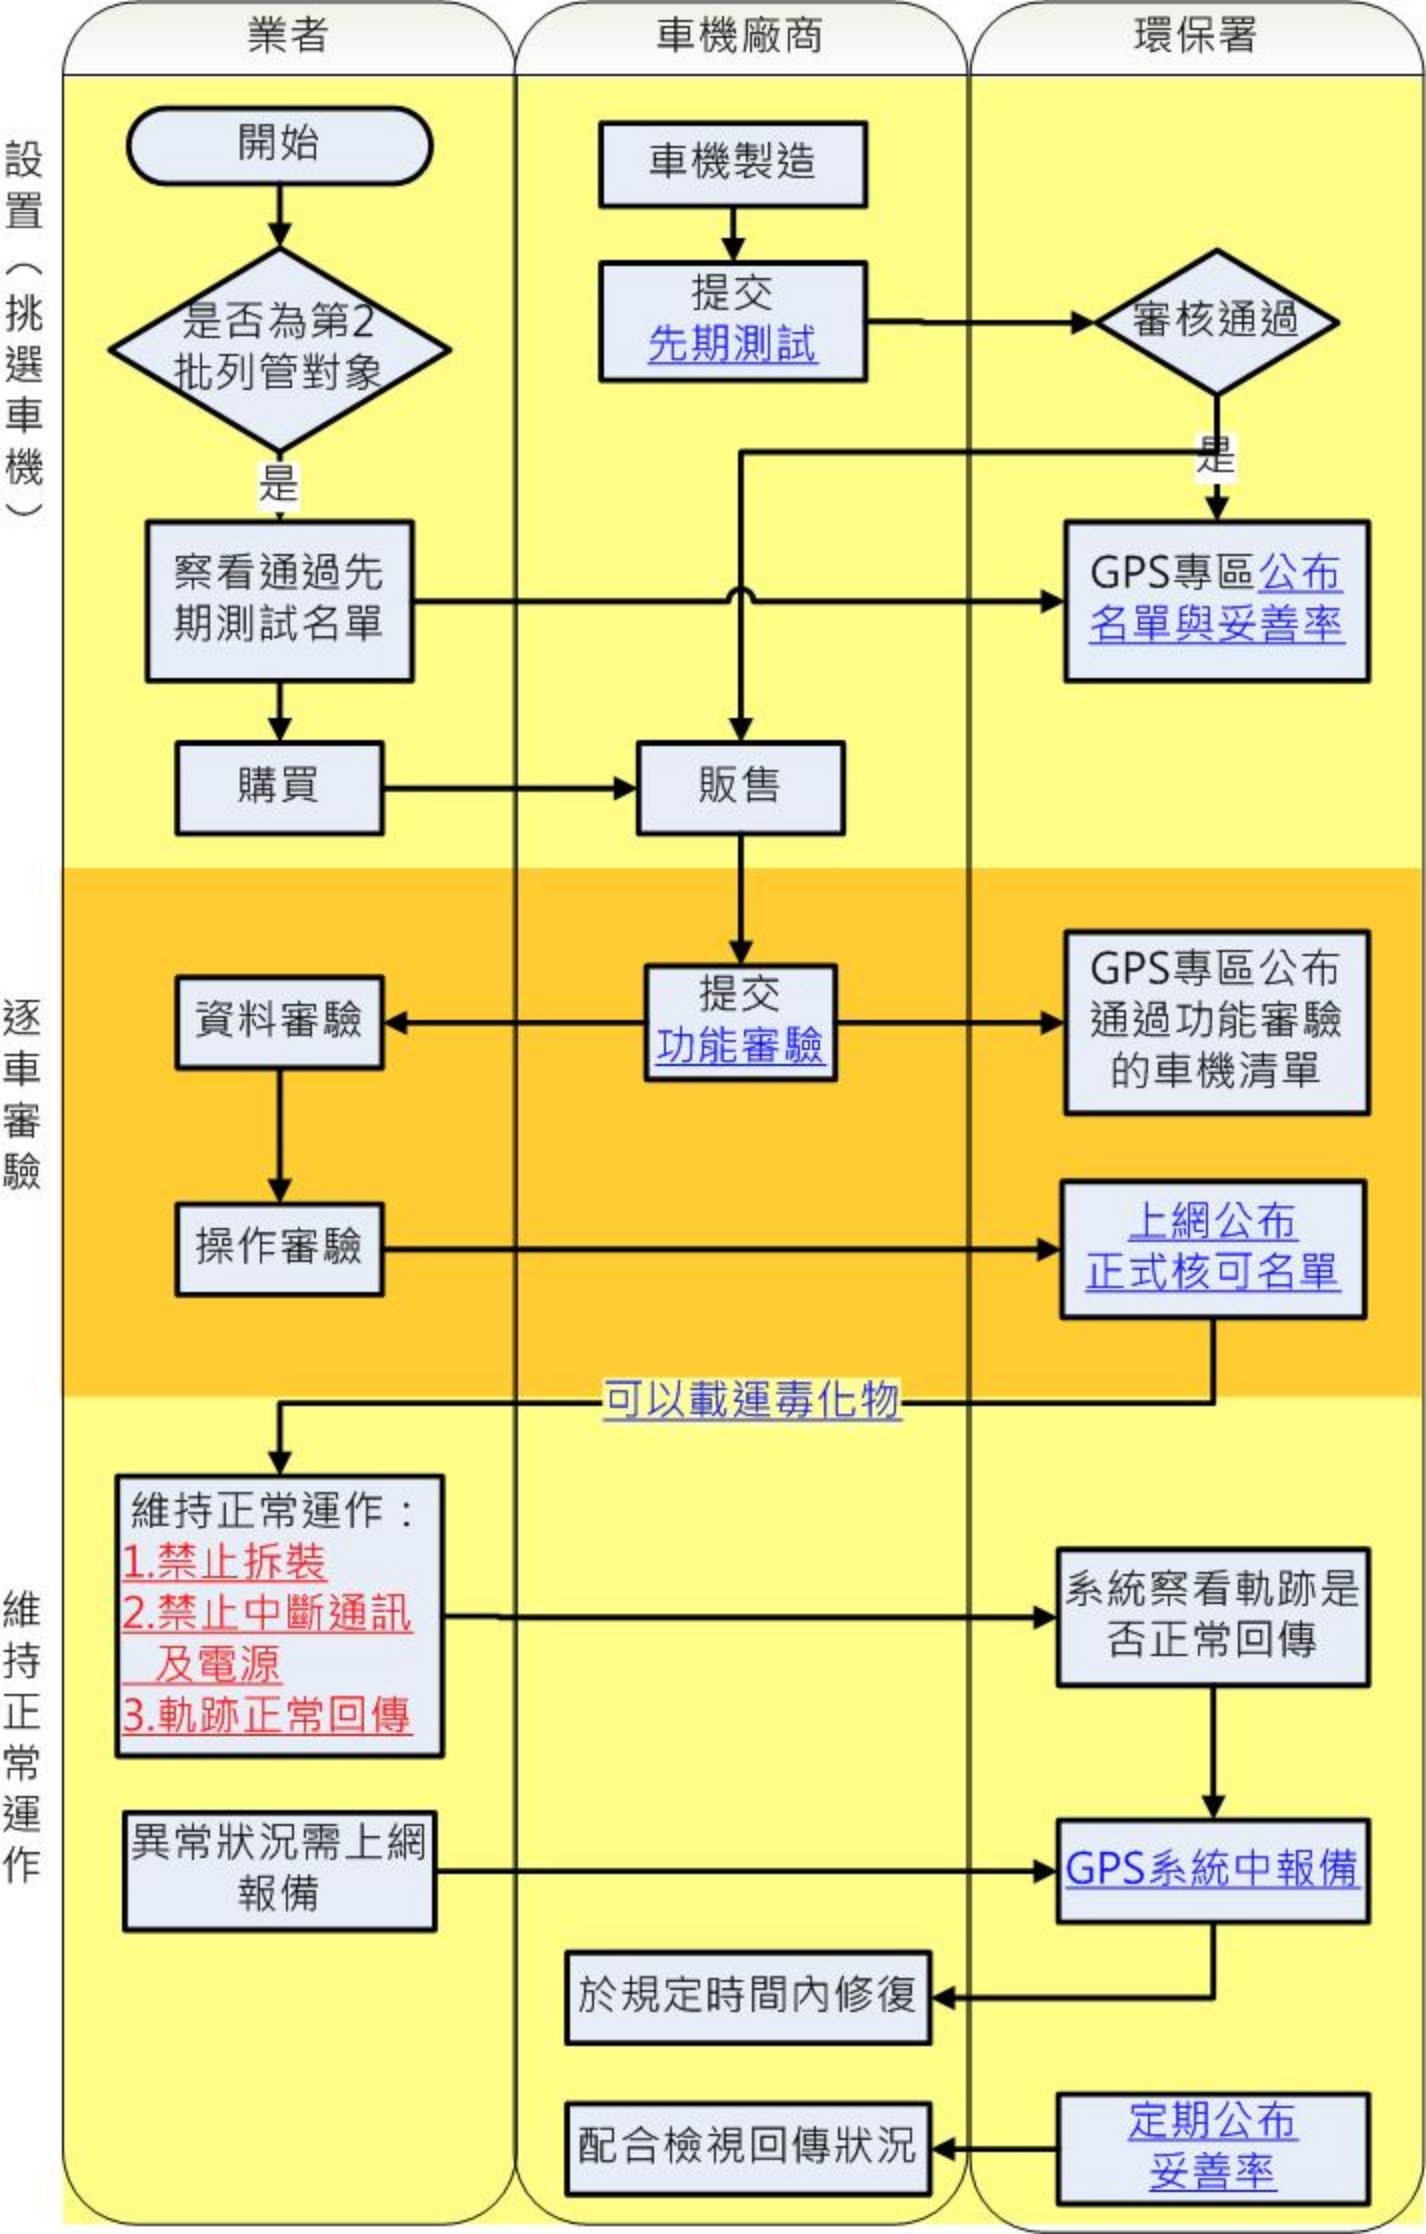 業者
車機廠商
環保署
設置（挑選車機）
開始
車機製造
是否為第2
批列管對象
提交
先期測試
審核通過
是
是
察看通過先
期測試名單
GPS專區公布
名單與妥善率
購買
販售
逐車審驗
資料審驗
提交
功能審驗
GPS專區公布
通過功能審驗
的車機清單
操作審驗
上網公布
正式核可名單
可以載運毒化物
維持正常運作
維持正常運作：
1.禁止拆裝
2.禁止中斷通訊
及電源
3.軌跡正常回傳
系統察看軌跡是
否正常回傳
異常狀況需上網
報備
GPS系統中報備
於規定時間內修復
配合檢視回傳狀況
定期公布
妥善率